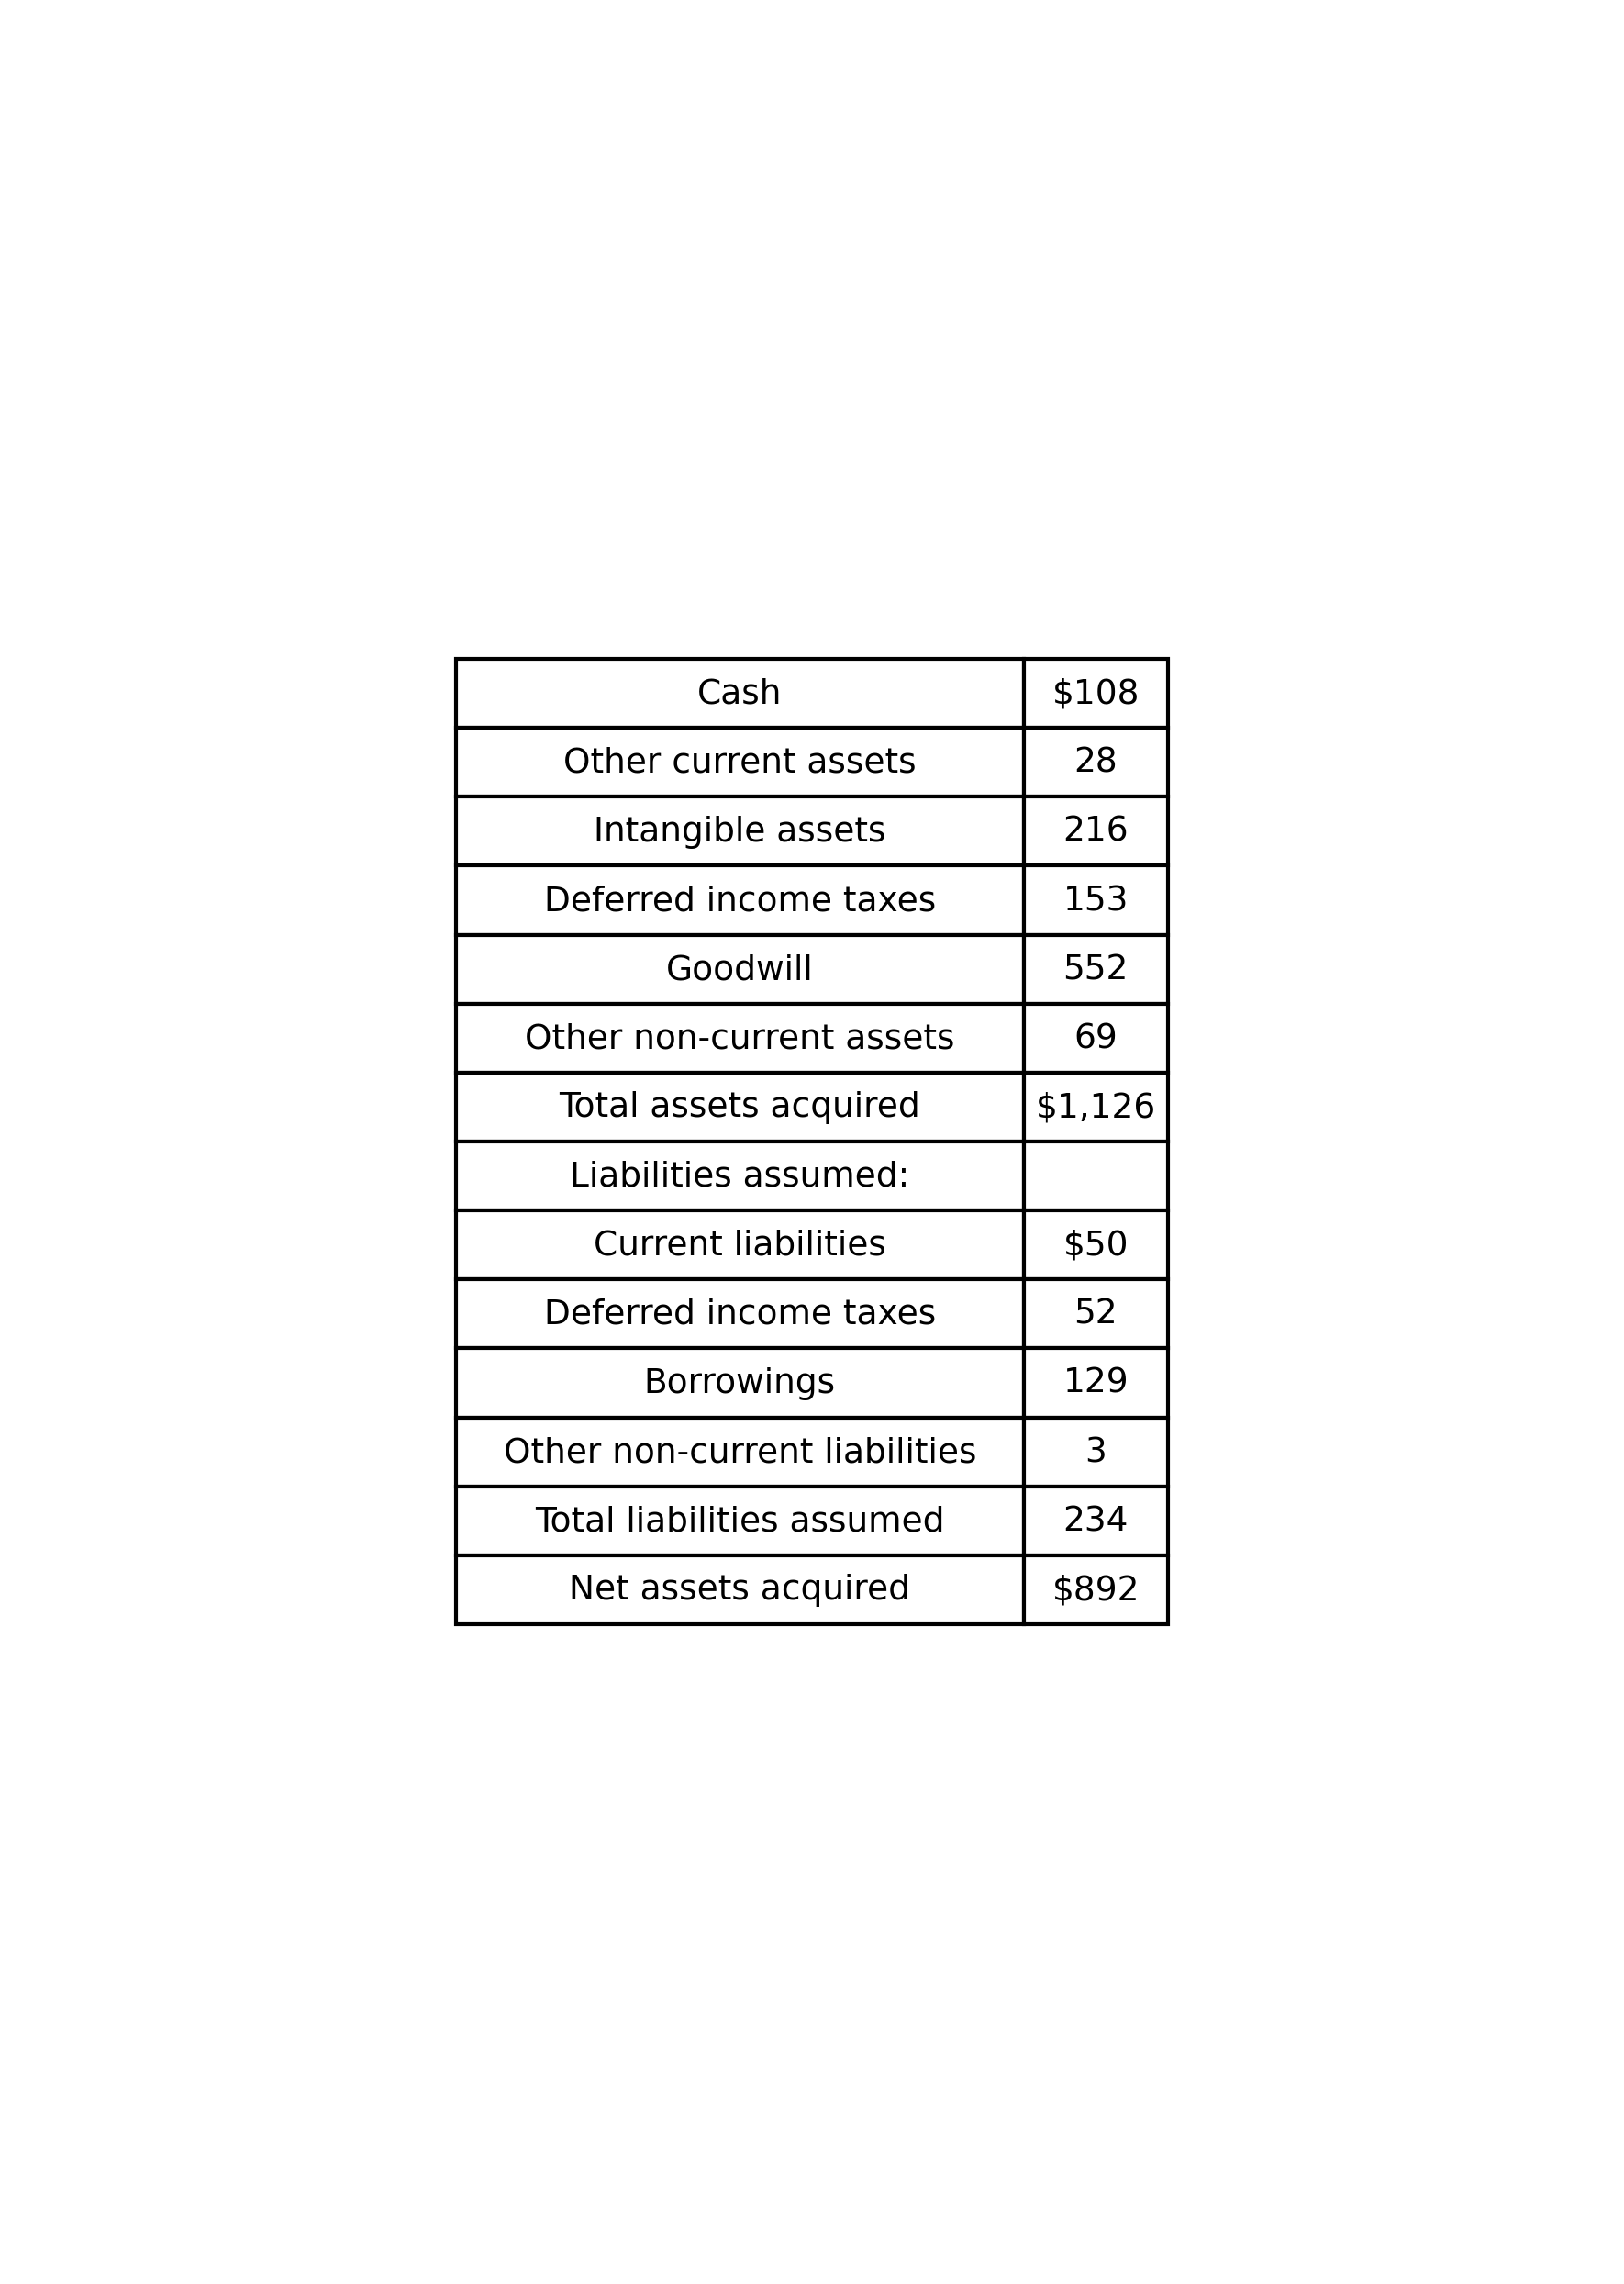 Cash $108
Other current assets 28
Intangible assets 216
Deferred income taxes 153
Goodwill 552
Other non-current assets 69
Total assets acquired $1,126
Liabilities assumed:
Current liabilities $50
Deferred income taxes 52
Borrowings 129
Other non-current liabilities 3
Total liabilities assumed 234
Net assets acquired $892